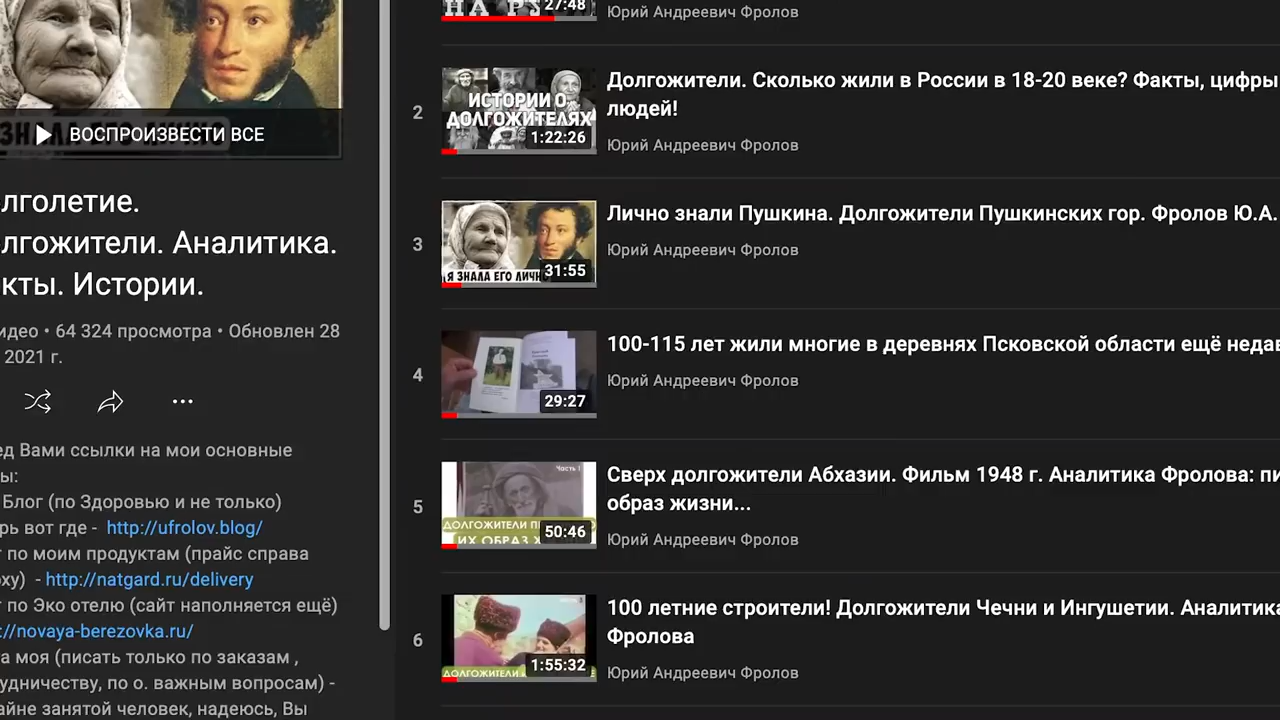 ВОСПРОИЗВЕСТИ ВСЕ
лголетие.
лгожители. Аналитика.
кты. Истории.
идео • 64 324 просмотра • Обновлен 28
2021 г.
ед Вами ссылки на мои основные
ы:
Блог (по Здоровью и не только)
рь вот где - http://ufrolov.blog/
т по моим продуктам (прайс справа
рху) - http://natgard.ru/delivery
т по Эко отелю (сайт наполняется ещё)
://novaya-berezovka.ru/
а моя (писать только по заказам ,
удничеству, по о. важным вопросам) -
айне занятой человек, надеюсь, Вы
НА РУ
27:48
Юрий Андреевич Фролов
2
ИСТОРИИ О
ДОЛГОЖИТЕЛЯХ
1:22:26
Долгожители. Сколько жили в России в 18-20 веке? Факты, цифры
людей!
Юрий Андреевич Фролов
3
Я ЗНАЛА ЕГО ЛИЧН
31:55
Лично знали Пушкина. Долгожители Пушкинских гор. Фролов Ю.А.
Юрий Андреевич Фролов
4
29:27
100-115 лет жили многие в деревнях Псковской области ещё недав
Юрий Андреевич Фролов
5
Часть 1
ДОЛГОЖИТЕЛИ П
ИХ ОБРАЗ Ж
50:46
Сверх долгожители Абхазии. Фильм 1948 г. Аналитика Фролова: пи
образ жизни...
Юрий Андреевич Фролов
6
ДОЛГОЖИТЕЛИ
1:55:32
100 летние строители! Долгожители Чечни и Ингушетии. Аналитика
Фролова
Юрий Андреевич Фролов